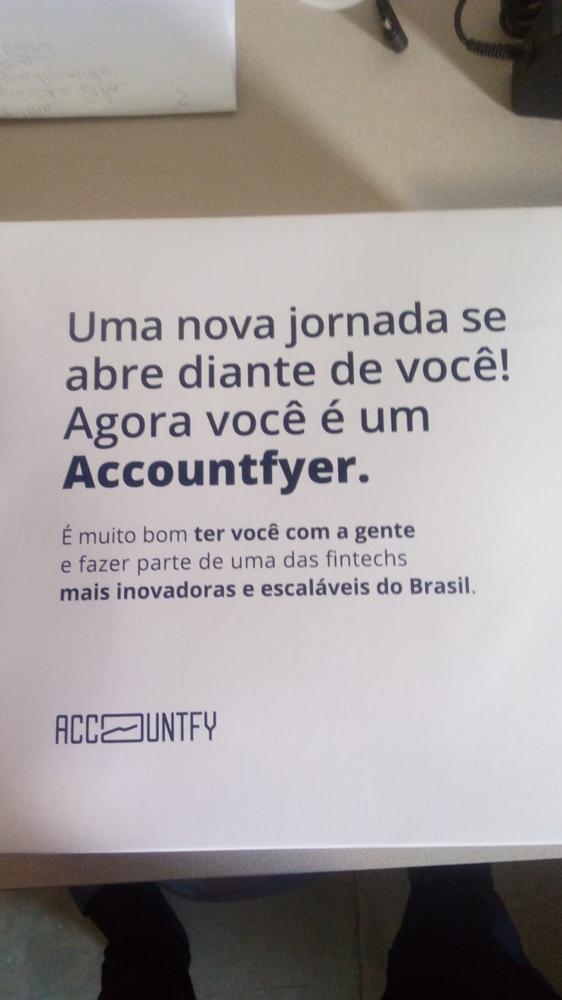 Uma nova jornada se
abre diante de você!
Agora você é um
Accountfyer.
É muito bom ter você com a gente
e fazer parte de uma das fintechs
mais inovadoras e escaláveis do Brasil.
ACCOUNTFY